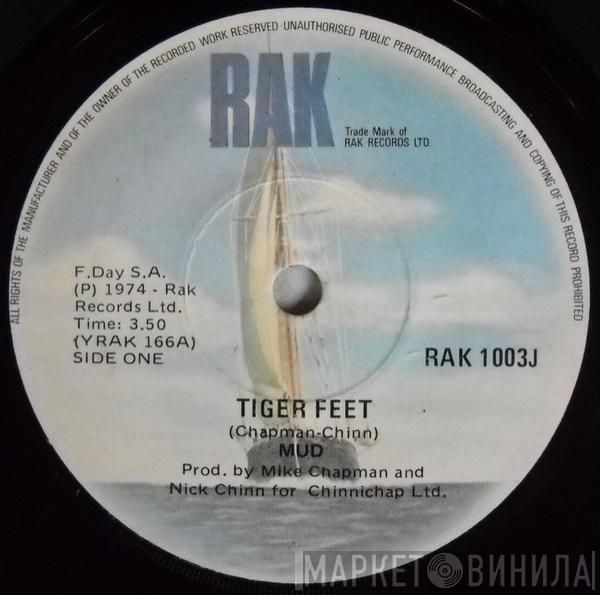 ALL RIGHTS OF THE MANUFACTURER AND OF THE OWNER OF THE RECORDED WORK RESERVED UNAUTHORISED PUBLIC PERFORMANCE BROADCASTING AND COPYING OF THIS RECORD PROHIBITED
RAK
Trade Mark of
RAK RECORDS LTD.
F.Day S.A.
(P) 1974 - Rak
Records Ltd.
Time: 3.50
(YRAK 166A)
SIDE ONE
RAK 1003J
TIGER FEET
(Chapman-Chinn)
MUD
Prod. by Mike Chapman and
Nick Chinn for Chinnichap Ltd.
МАРКЕТ ВИНИЛА